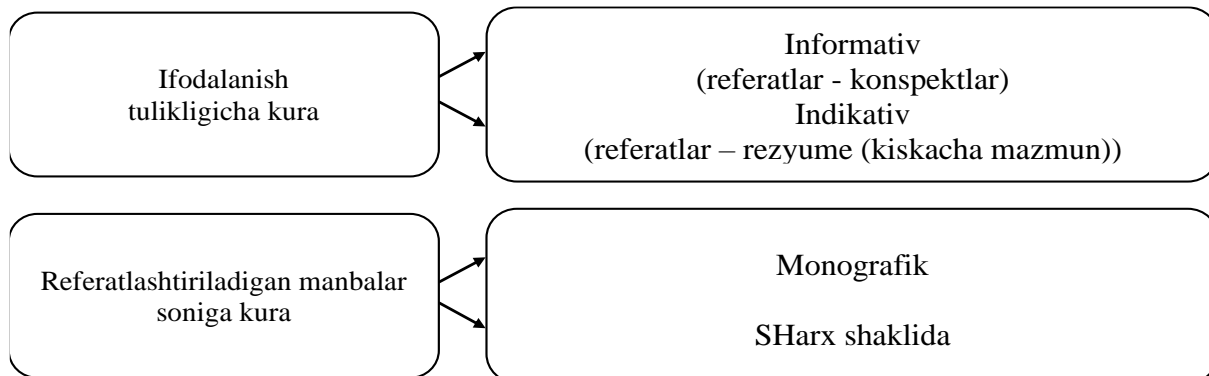 Ifodalanish
tulikligicha kura
Informativ
(referatlar - konspektlar)
Indikativ
(referatlar – rezyume (kiskacha mazmun))
Referatlashtiriladigan manbalar
soniga kura
Monografik
SHarx shaklida